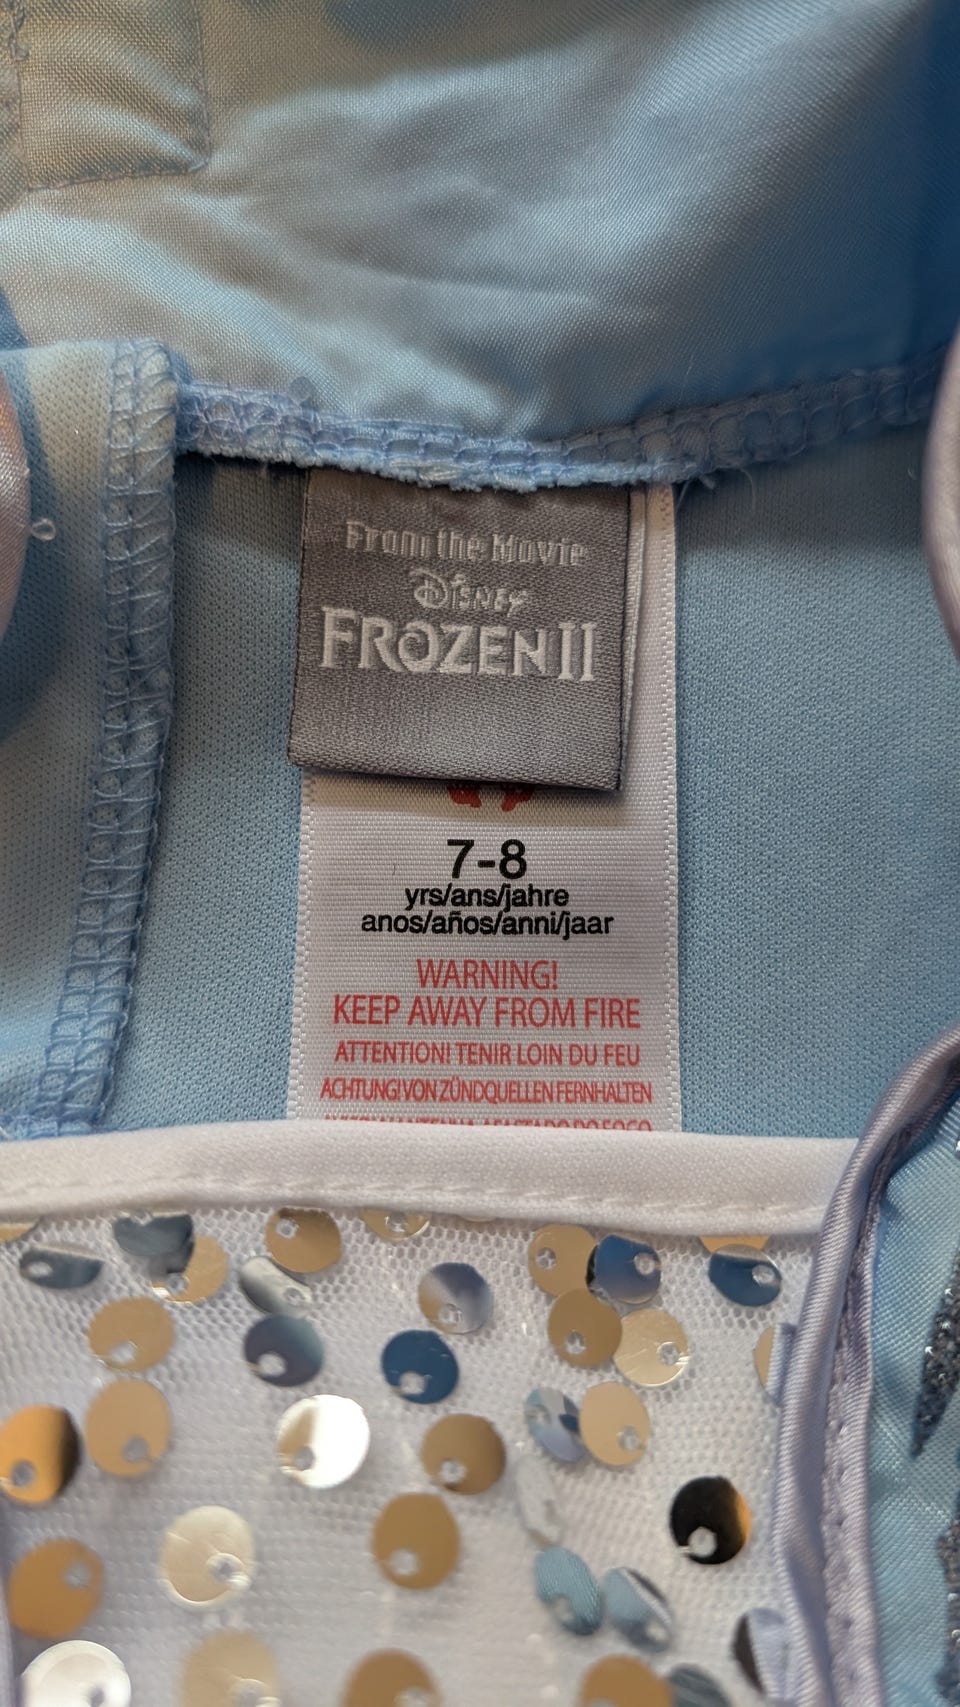 From the Movie
Disney
FROZEN II
7-8
yrs/ans/jahre
anos/años/anni/jaar
WARNING!
KEEP AWAY FROM FIRE
ATTENTION! TENIR LOIN DU FEU
ACHTUNG! VON ZÜNDQUELLEN FERNHALTEN